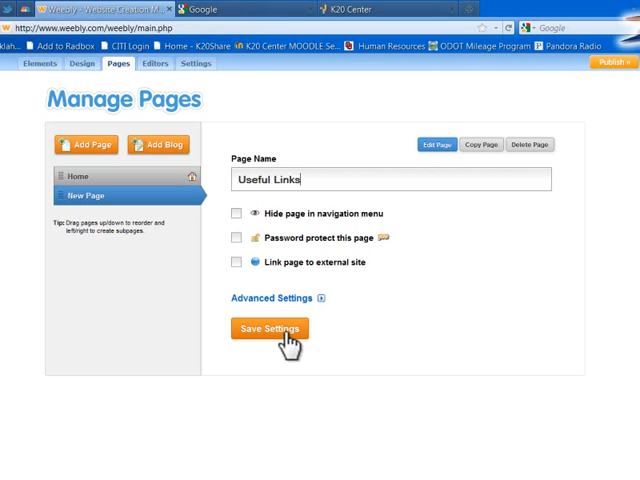 Weebly - Website Creation M...
Google
K20 Center
http://www.weebly.com/weebly/main.php
Google
klah... Add to Radbox CITI Login Home - K20Share K20 Center MOODLE Se... Human Resources ODOT Mileage Program Pandora Radio
Elements Design Pages Editors Settings Publish »
Manage Pages
Add Page Add Blog
Edit Page Copy Page Delete Page
Page Name
Home
Useful Links
New Page
Tip: Drag pages up/down to reorder and
left/right to create subpages.
Hide page in navigation menu
Password protect this page
Link page to external site
Advanced Settings
Save Settings